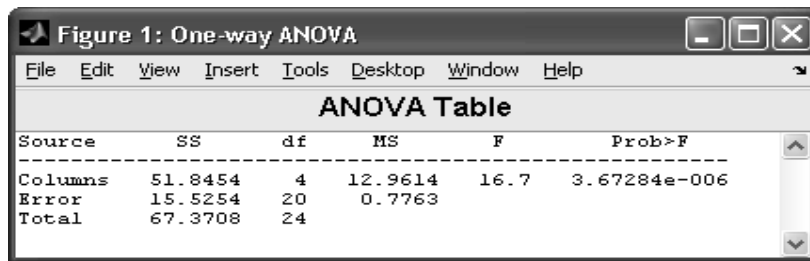 Figure 1: One-way ANOVA
File Edit View Insert Tools Desktop Window Help
ANOVA Table
Source SS df MS F Prob>F
Columns 51.8454 4 12.9614 16.7 3.67284e-006
Error 15.5254 20 0.7763
Total 67.3708 24